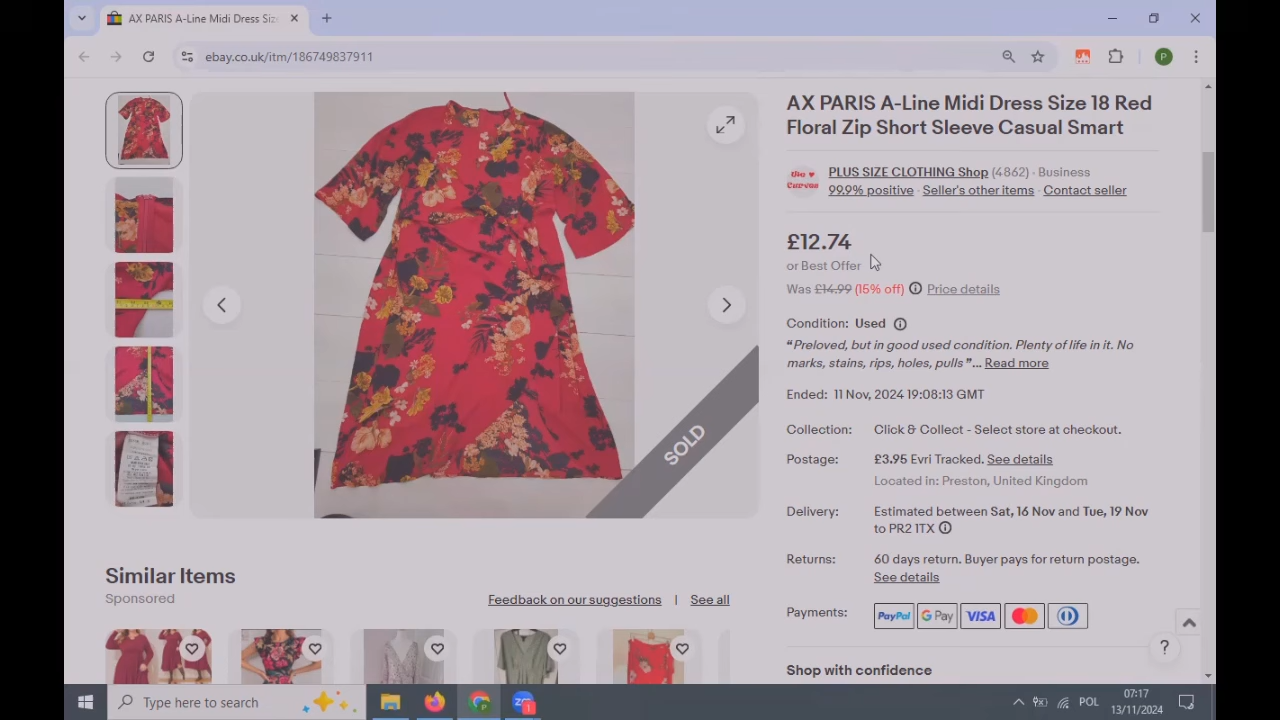 AX PARIS A-Line Midi Dress Siz
ebay.co.uk/itm/186749837911
P
AX PARIS A-Line Midi Dress Size 18 Red
Floral Zip Short Sleeve Casual Smart
PLUS SIZE CLOTHING Shop (4862) · Business
99.9% positive · Seller's other items · Contact seller
£12.74
or Best Offer
Was £14.99 (15% off) Price details
Condition: Used
“Preloved, but in good used condition. Plenty of life in it. No
marks, stains, rips, holes, pulls ”... Read more
Ended: 11 Nov, 2024 19:08:13 GMT
Collection: Click & Collect - Select store at checkout.
Postage: £3.95 Evri Tracked. See details
Located in: Preston, United Kingdom
Delivery: Estimated between Sat, 16 Nov and Tue, 19 Nov
to PR2 1TX
Returns: 60 days return. Buyer pays for return postage.
See details
Payments: PayPal G Pay VISA
Shop with confidence
SOLD
Similar Items
Sponsored
Feedback on our suggestions | See all
?
Type here to search
POL
07:17
13/11/2024